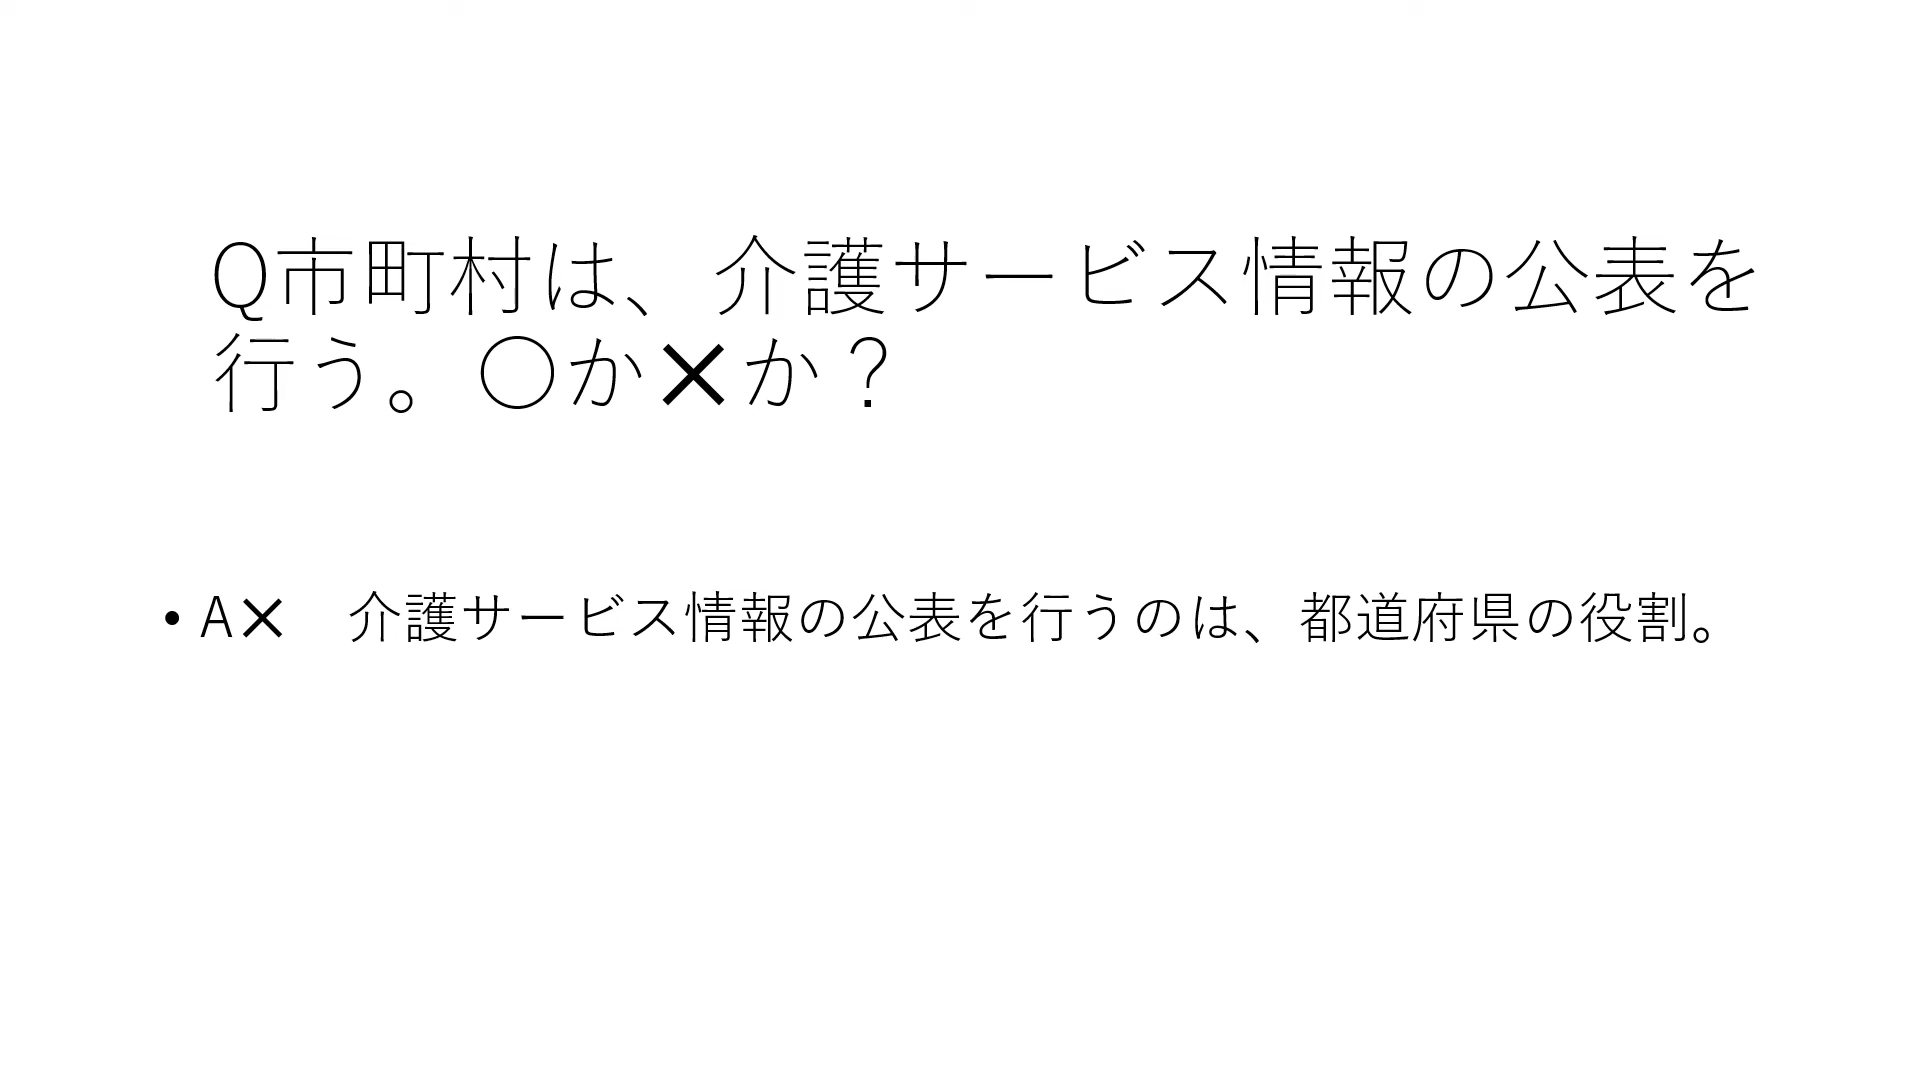 Q市町村は、介護サービス情報の公表を
行う。〇か✕か？
• A✕　介護サービス情報の公表を行うのは、都道府県の役割。